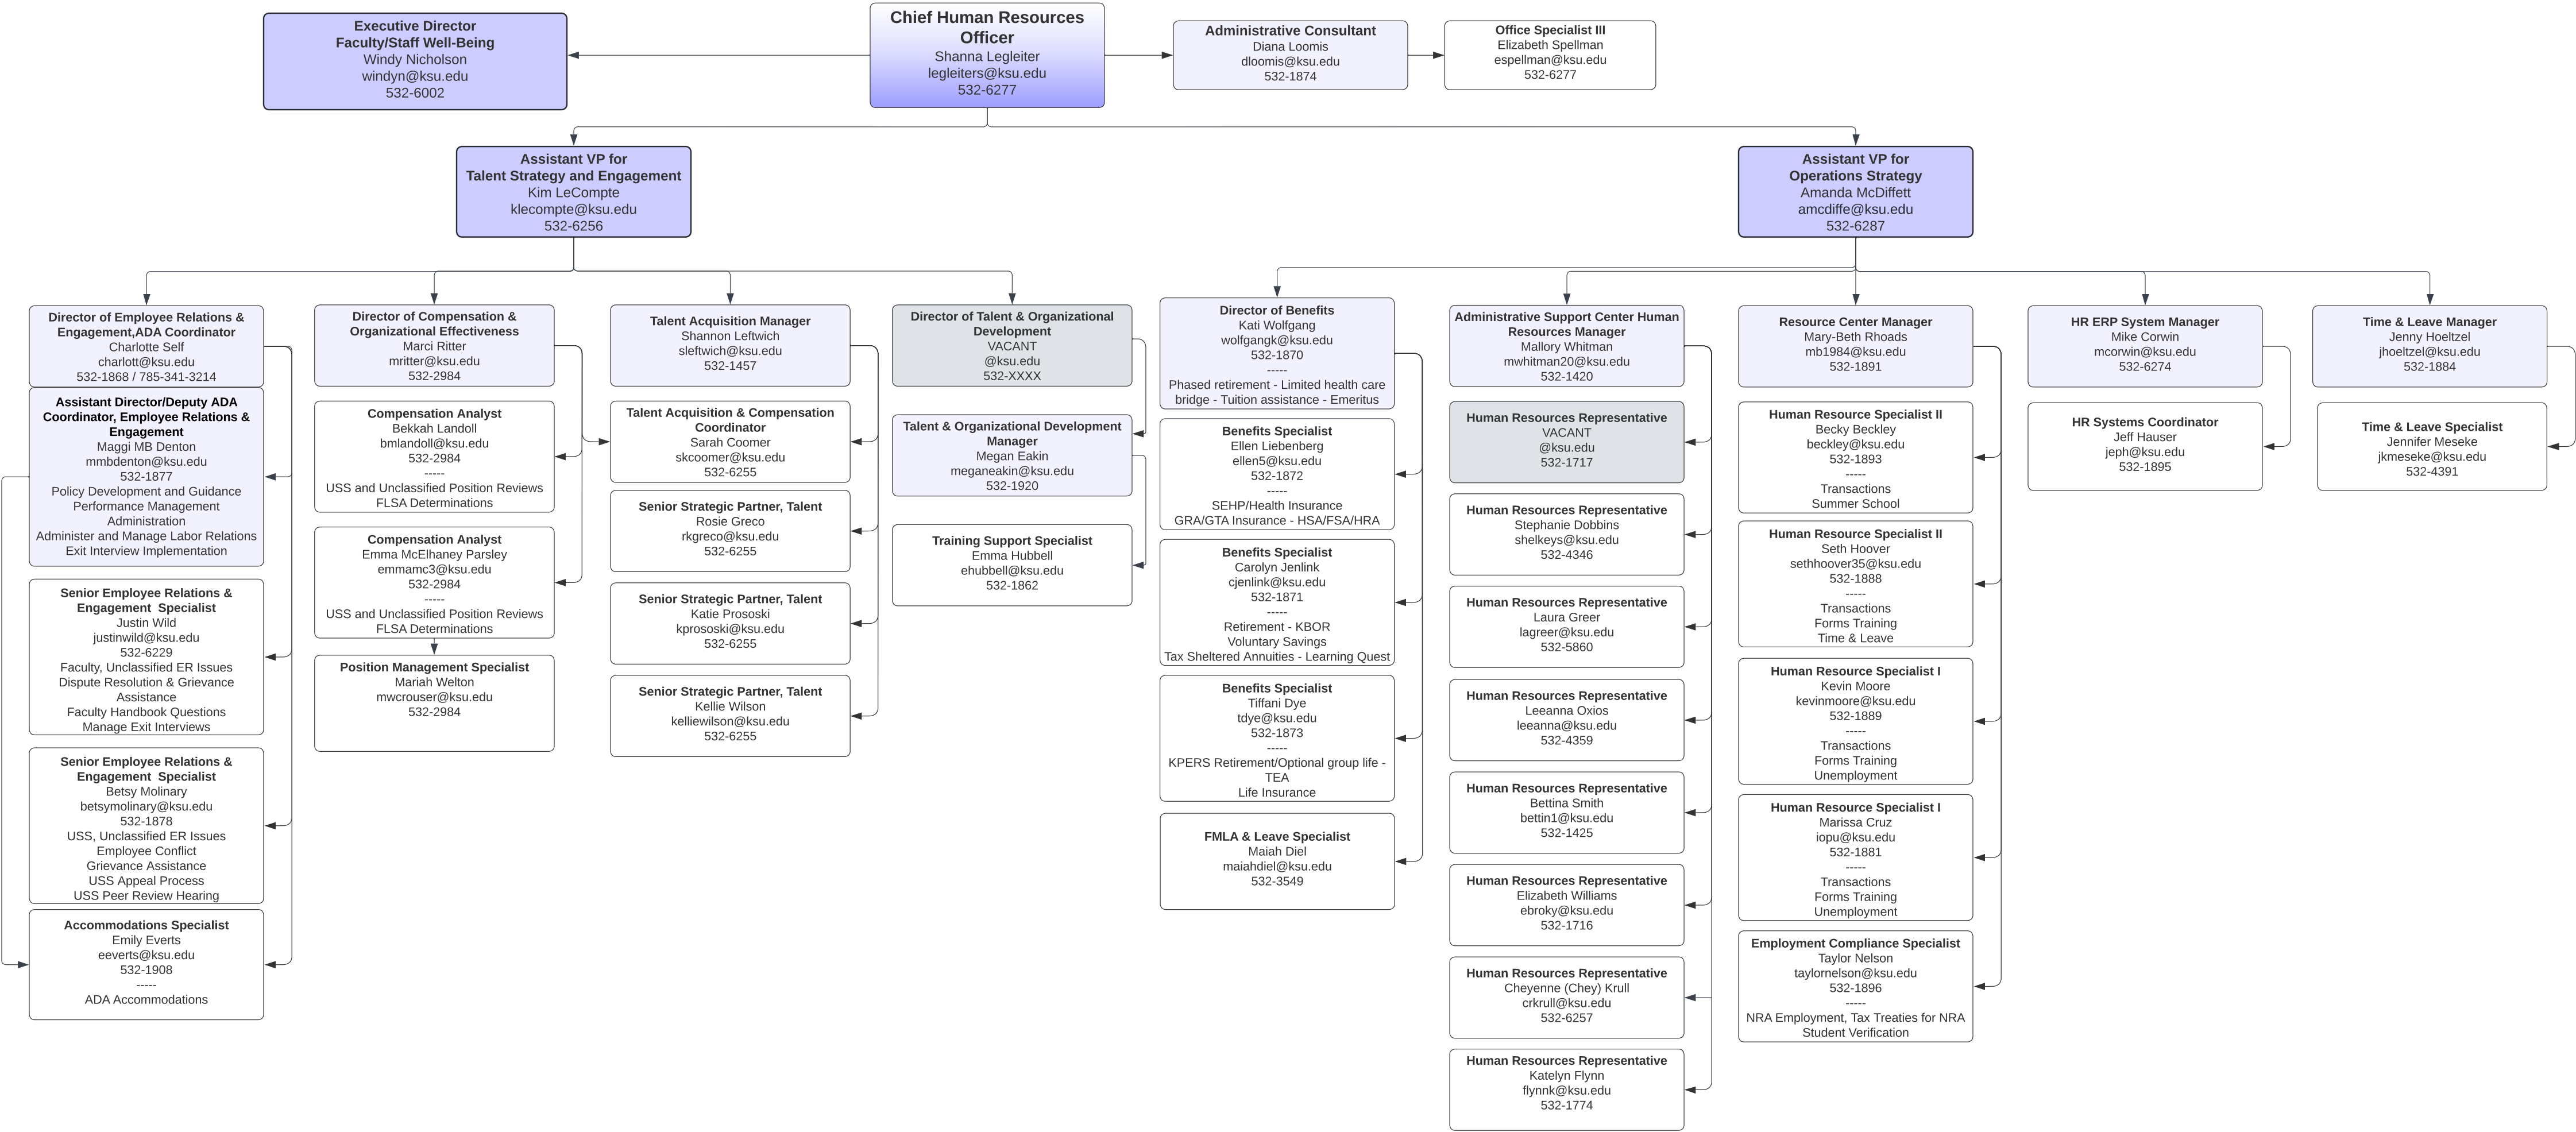 Executive Director
Faculty/Staff Well-Being
Windy Nicholson
windyn@ksu.edu
532-6002
Chief Human Resources
Officer
Shanna Legleiter
legleiters@ksu.edu
532-6277
Administrative Consultant
Diana Loomis
dloomis@ksu.edu
532-1874
Office Specialist III
Elizabeth Spellman
espellman@ksu.edu
532-6277
Assistant VP for
Talent Strategy and Engagement
Kim LeCompte
klecompte@ksu.edu
532-6256
Assistant VP for
Operations Strategy
Amanda McDiffett
amcdiffe@ksu.edu
532-6287
Director of Employee Relations &
Engagement,ADA Coordinator
Charlotte Self
charlott@ksu.edu
532-1868 / 785-341-3214
Assistant Director/Deputy ADA
Coordinator, Employee Relations &
Engagement
Maggi MB Denton
mmbdenton@ksu.edu
532-1877
Policy Development and Guidance
Performance Management
Administration
Administer and Manage Labor Relations
Exit Interview Implementation
Senior Employee Relations &
Engagement  Specialist
Justin Wild
justinwild@ksu.edu
532-6229
Faculty, Unclassified ER Issues
Dispute Resolution & Grievance
Assistance
Faculty Handbook Questions
Manage Exit Interviews
Senior Employee Relations &
Engagement  Specialist
Betsy Molinary
betsymolinary@ksu.edu
532-1878
USS, Unclassified ER Issues
Employee Conflict
Grievance Assistance
USS Appeal Process
USS Peer Review Hearing
Accommodations Specialist
Emily Everts
eeverts@ksu.edu
532-1908
-----
ADA Accommodations
Director of Compensation &
Organizational Effectiveness
Marci Ritter
mritter@ksu.edu
532-2984
Compensation Analyst
Bekkah Landoll
bmlandoll@ksu.edu
532-2984
-----
USS and Unclassified Position Reviews
FLSA Determinations
Compensation Analyst
Emma McElhaney Parsley
emmamc3@ksu.edu
532-2984
-----
USS and Unclassified Position Reviews
FLSA Determinations
Position Management Specialist
Mariah Welton
mwcrouser@ksu.edu
532-2984
Talent Acquisition Manager
Shannon Leftwich
sleftwich@ksu.edu
532-1457
Talent Acquisition & Compensation
Coordinator
Sarah Coomer
skcoomer@ksu.edu
532-6255
Senior Strategic Partner, Talent
Rosie Greco
rkgreco@ksu.edu
532-6255
Senior Strategic Partner, Talent
Katie Prososki
kprososki@ksu.edu
532-6255
Senior Strategic Partner, Talent
Kellie Wilson
kelliewilson@ksu.edu
532-6255
Director of Talent & Organizational
Development
VACANT
@ksu.edu
532-XXXX
Talent & Organizational Development
Manager
Megan Eakin
meganeakin@ksu.edu
532-1920
Training Support Specialist
Emma Hubbell
ehubbell@ksu.edu
532-1862
Director of Benefits
Kati Wolfgang
wolfgangk@ksu.edu
532-1870
-----
Phased retirement - Limited health care
bridge - Tuition assistance - Emeritus
Benefits Specialist
Ellen Liebenberg
ellen5@ksu.edu
532-1872
-----
SEHP/Health Insurance
GRA/GTA Insurance - HSA/FSA/HRA
Benefits Specialist
Carolyn Jenlink
cjenlink@ksu.edu
532-1871
-----
Retirement - KBOR
Voluntary Savings
Tax Sheltered Annuities - Learning Quest
Benefits Specialist
Tiffani Dye
tdye@ksu.edu
532-1873
-----
KPERS Retirement/Optional group life -
TEA
Life Insurance
FMLA & Leave Specialist
Maiah Diel
maiahdiel@ksu.edu
532-3549
Administrative Support Center Human
Resources Manager
Mallory Whitman
mwhitman20@ksu.edu
532-1420
Human Resources Representative
VACANT
@ksu.edu
532-1717
Human Resources Representative
Stephanie Dobbins
shelkeys@ksu.edu
532-4346
Human Resources Representative
Laura Greer
lagreer@ksu.edu
532-5860
Human Resources Representative
Leeanna Oxios
leeanna@ksu.edu
532-4359
Human Resources Representative
Bettina Smith
bettin1@ksu.edu
532-1425
Human Resources Representative
Elizabeth Williams
ebroky@ksu.edu
532-1716
Human Resources Representative
Cheyenne (Chey) Krull
crkrull@ksu.edu
532-6257
Human Resources Representative
Katelyn Flynn
flynnk@ksu.edu
532-1774
Resource Center Manager
Mary-Beth Rhoads
mb1984@ksu.edu
532-1891
Human Resource Specialist II
Becky Beckley
beckley@ksu.edu
532-1893
-----
Transactions
Summer School
Human Resource Specialist II
Seth Hoover
sethhoover35@ksu.edu
532-1888
-----
Transactions
Forms Training
Time & Leave
Human Resource Specialist I
Kevin Moore
kevinmoore@ksu.edu
532-1889
-----
Transactions
Forms Training
Unemployment
Human Resource Specialist I
Marissa Cruz
iopu@ksu.edu
532-1881
-----
Transactions
Forms Training
Unemployment
Employment Compliance Specialist
Taylor Nelson
taylornelson@ksu.edu
532-1896
-----
NRA Employment, Tax Treaties for NRA
Student Verification
HR ERP System Manager
Mike Corwin
mcorwin@ksu.edu
532-6274
HR Systems Coordinator
Jeff Hauser
jeph@ksu.edu
532-1895
Time & Leave Manager
Jenny Hoeltzel
jhoeltzel@ksu.edu
532-1884
Time & Leave Specialist
Jennifer Meseke
jkmeseke@ksu.edu
532-4391